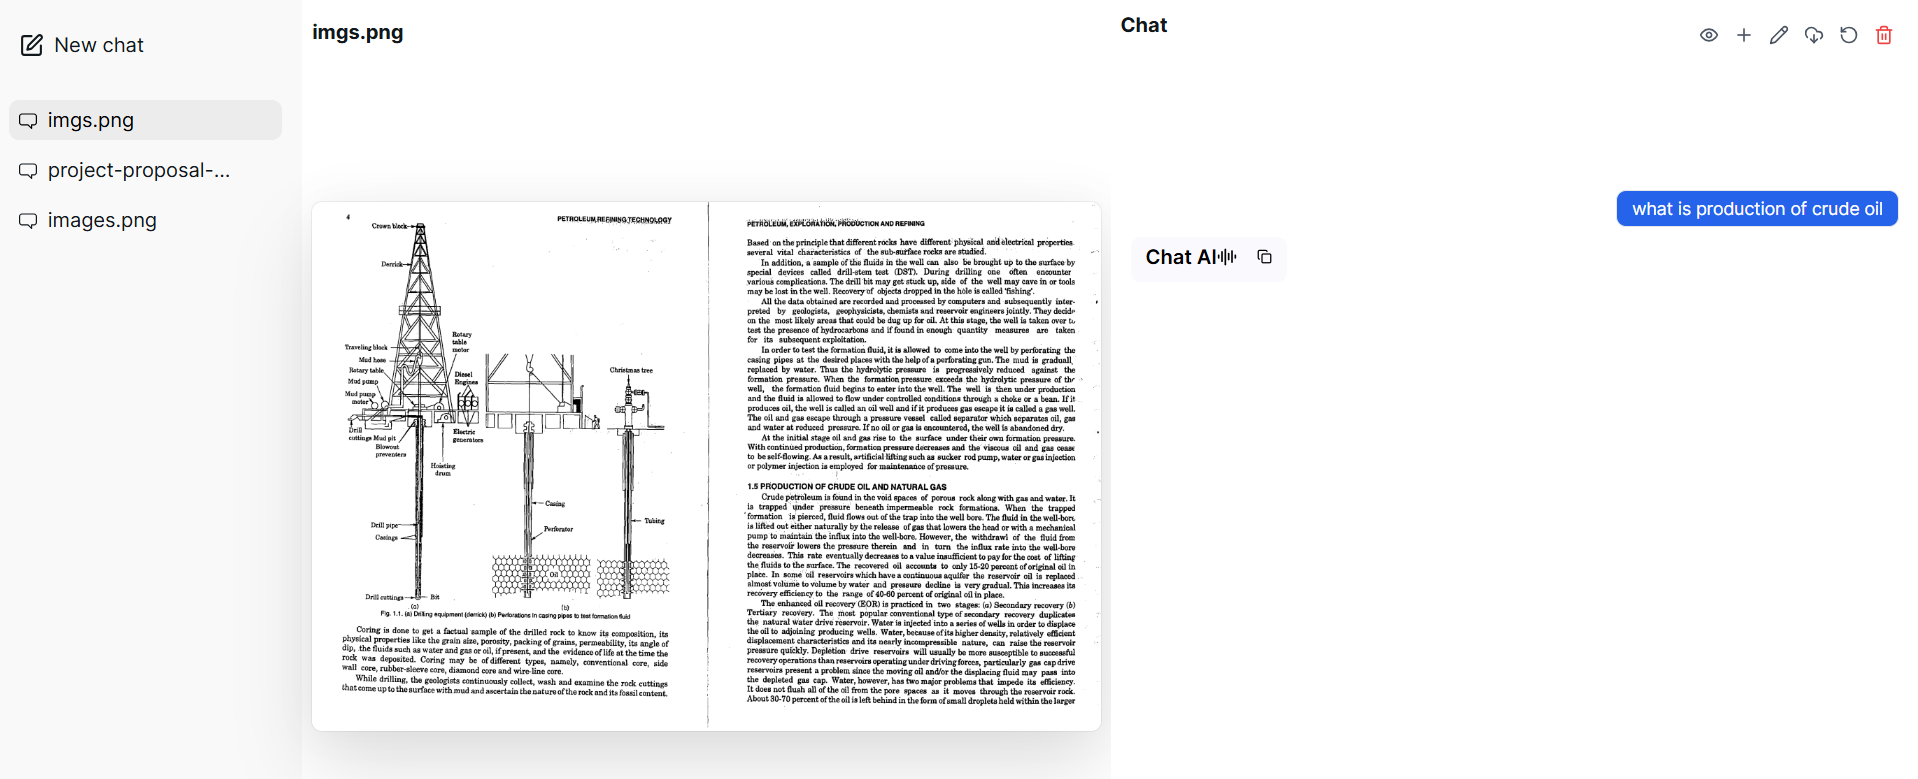 New chat
imgs.png
project-proposal-...
images.png
imgs.png
4
PETROLEUM REFINING TECHNOLOGY
Crown block
Derrick
Traveling block
Mud hose
Rotary table
Mud pump
Mud pump
motor
Rotary
table
motor
Diesel
Engines
Drill
cuttings Mud pit
Blowout
preventers
Electric
generators
Hoisting
drum
Christmas tree
Casing
Perforator
Tubing
Drill pipe
Casings
Oil
Drill cuttings
Bit
(a)
(b)
Fig. 1.1. (a) Drilling equipment (derrick) (b) Perforations in casing pipes to test formation fluid
Coring is done to get a factual sample of the drilled rock to know its composition, its
physical properties like the grain size, porosity, packing of grains, permeability, its angle of
dip, the fluids such as water and gas or oil, if present, and the evidence of life at the time the
rock was deposited. Coring may be of different types, namely, conventional core, side
wall core, rubber-sleeve core, diamond core and wire-line core.
While drilling, the geologists continuously collect, wash and examine the rock cuttings
that come up to the surface with mud and ascertain the nature of the rock and its fossil content.
PETROLEUM, EXPLORATION, PRODUCTION AND REFINING
Based on the principle that different rocks have different physical and electrical properties
several vital characteristics of the sub-surface rocks are studied.
In addition, a sample of the fluids in the well can also be brought up to the surface by
special devices called drill-stem test (DST). During drilling one often encounter
various complications. The drill bit may get stuck up, side of the well may cave in or tools
may be lost in the well. Recovery of objects dropped in the hole is called 'fishing'.
All the data obtained are recorded and processed by computers and subsequently inter-
preted by geologists, geophysicists, chemists and reservoir engineers jointly. They decide
on the most likely areas that could be dug up for oil. At this stage, the well is taken over to
test the presence of hydrocarbons and if found in enough quantity measures are taken
for its subsequent exploitation.
In order to test the formation fluid, it is allowed to come into the well by perforating the
casing pipes at the desired places with the help of a perforating gun. The mud is gradually
replaced by water. Thus the hydrolytic pressure is progressively reduced against the
formation pressure. When the formation pressure exceeds the hydrolytic pressure of the
well, the formation fluid begins to enter into the well. The well is then under production
and the fluid is allowed to flow under controlled conditions through a choke or a bean. If it
produces oil, the well is called an oil well and if it produces gas escape it is called a gas well.
The oil and gas escape through a pressure vessel called separator which separates oil, gas
and water at reduced pressure. If no oil or gas is encountered, the well is abandoned dry.
At the initial stage oil and gas rise to the surface under their own formation pressure.
With continued production, formation pressure decreases and the viscous oil and gas cease
to be self-flowing. As a result, artificial lifting such as sucker rod pump, water or gas injection
or polymer injection is employed for maintenance of pressure.
1.5 PRODUCTION OF CRUDE OIL AND NATURAL GAS
Crude petroleum is found in the void spaces of porous rock along with gas and water. It
is trapped under pressure beneath impermeable rock formations. When the trapped
formation is pierced, fluid flows out of the trap into the well bore. The fluid in the well-bore
is lifted out either naturally by the release of gas that lowers the head or with a mechanical
pump to maintain the influx into the well-bore. However, the withdrawl of the fluid from
the reservoir lowers the pressure therein and in turn the influx rate into the well-bore
decreases. This rate eventually decreases to a value insufficient to pay for the cost of lifting
the fluids to the surface. The recovered oil accounts to only 15-20 percent of original oil in
place. In some oil reservoirs which have a continuous aquifer the reservoir oil is replaced
almost volume to volume by water and pressure decline is very gradual. This increases its
recovery efficiency to the range of 40-60 percent of original oil in place.
The enhanced oil recovery (EOR) is practiced in two stages: (a) Secondary recovery (b)
Tertiary recovery. The most popular conventional type of secondary recovery duplicates
the natural water drive reservoir. Water is injected into a series of wells in order to displace
the oil to adjoining producing wells. Water, because of its higher density, relatively efficient
displacement characteristics and its nearly incompressible nature, can raise the reservoir
pressure quickly. Depletion drive reservoirs will usually be more susceptible to successful
recovery operations than reservoirs operating under driving forces, particularly gas cap drive
reservoirs present a problem since the moving oil and/or the displacing fluid may pass into
the depleted gas cap. Water, however, has two major problems that impede its efficiency.
It does not flush all of the oil from the pore spaces as it moves through the reservoir rock.
About 30-70 percent of the oil is left behind in the form of small droplets held within the larger
Chat
what is production of crude oil
Chat AI